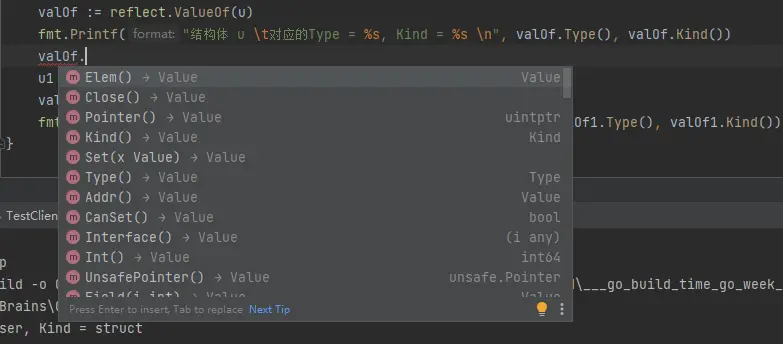 valOf := reflect.ValueOf(u)
fmt.Printf( format: "结构体 u \t对应的Type = %s, Kind = %s \n", valOf.Type(), valOf.Kind())
valOf.
u1
val
fmt. Of1.Type(), valOf1.Kind())
}
m Elem() → Value Value
m Close() → Value
m Pointer() → Value uintptr
m Kind() → Value Kind
m Set(x Value) → Value
m Type() → Value Type
m Addr() → Value Value
m CanSet() → Value bool
m Interface() → Value (i any)
m Int() → Value int64
m UnsafePointer() → Value unsafe.Pointer
m Field(i int) → Value Value
Press Enter to insert, Tab to replace Next Tip
TestClien
p
ild -o \___go_build_time_go_week_
Brains\
ser, Kind = struct